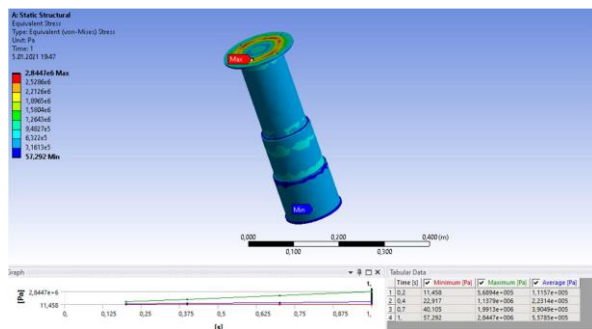 A: Static Structural
Equivalent Stress
Type: Equivalent (von-Mises) Stress
Unit: Pa
Time: 1
5.01.2021 19:47
2,8447e6 Max
2,5286e6
2,2126e6
1,8965e6
1,5804e6
1,2643e6
9,4827e5
6,322e5
3,1613e5
57,292 Min
Max
Min
0,000 0,200 0,400 (m)
0,100 0,300
Graph
Tabular Data
1,
[Pa]
2,8447e+6
11,458
0, 0,125 0,25 0,375 0,5 0,625 0,75 0,875 1,
[s]
Time [s] Minimum [Pa] Maximum [Pa] Average [Pa]
1 0,2 11,458 5,6894e+005 1,1157e+005
2 0,4 22,917 1,1379e+006 2,2314e+005
3 0,7 40,105 1,9913e+006 3,9049e+005
4 1, 57,292 2,8447e+006 5,5785e+005